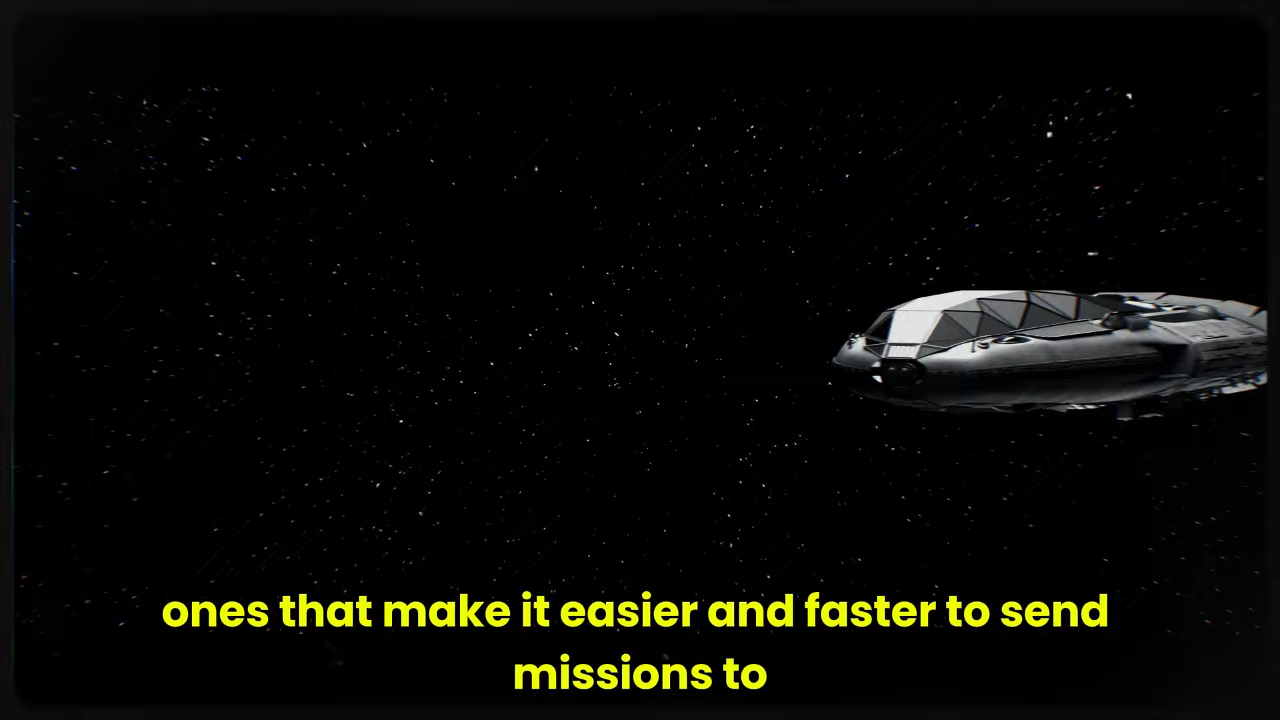 ones that make it easier and faster to send
missions to